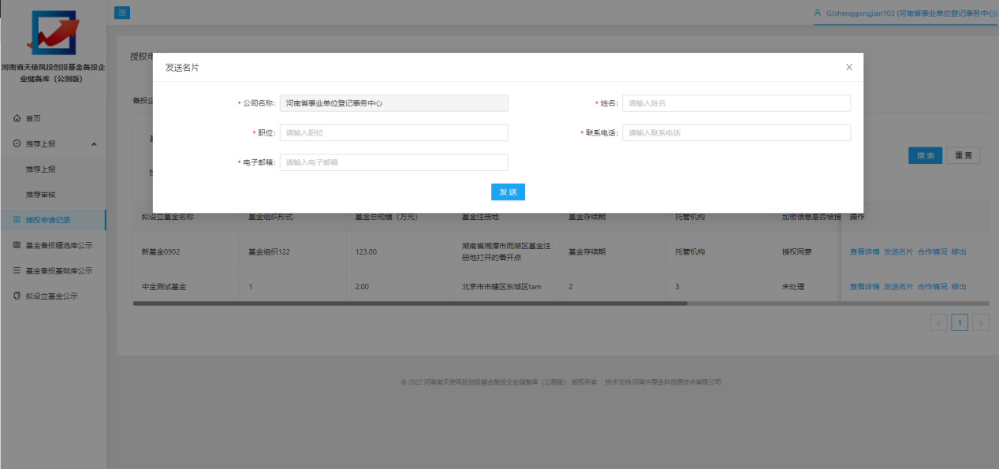 GJshenggongjian103 (河南省事业单位登记事务中心)
河南省天使风投创投基金备投企
业储备库（公测版）
首页
推荐上报
推荐上报
推荐审核
授权申请记录
基金备投精选库公示
基金备投基础库公示
拟设立基金公示
授权申
备投企
发送名片
* 公司名称: 河南省事业单位登记事务中心
* 姓名: 请输入姓名
* 职位: 请输入职位
* 联系电话: 请输入联系电话
* 电子邮箱: 请输入电子邮箱
发 送
搜 索 重 置
拟设立基金名称 基金组织形式 基金总规模（万元） 基金注册地 基金存续期 托管机构 加密信息是否被授 操作
新基金0902 基金组织122 123.00 湖南省湘潭市雨湖区基金注
册地打开的看开点 基金存续期 托管机构 授权同意 查看详情 发送名片 合作情况 移出
中金测试基金 1 2.00 北京市市辖区东城区tam 2 3 未处理 查看详情 发送名片 合作情况 移出
1
© 2022 河南省天使风投创投基金备投企业储备库（公测版） 版权所有 技术支持:河南中原金科信息技术有限公司